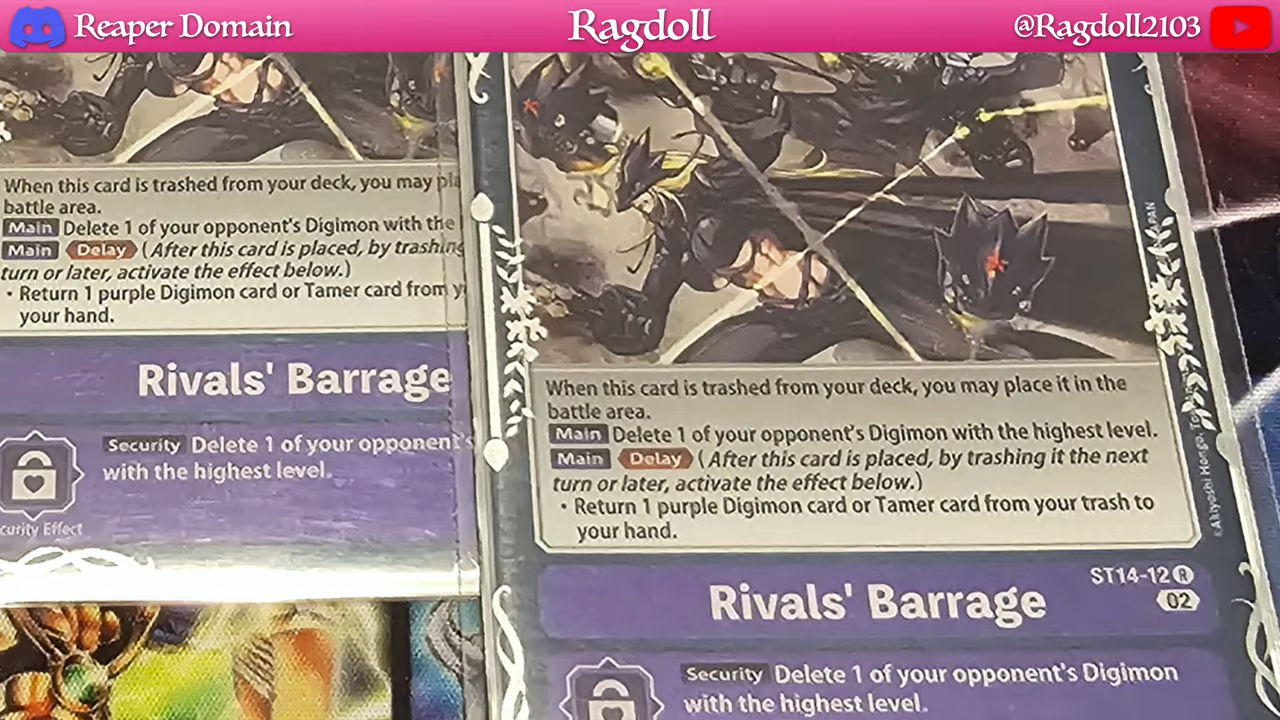 Reaper Domain
Ragdoll
@Ragdoll2103
When this card is trashed from your deck, you may
battle area.
Main Delete 1 of your opponent's Digimon with the
Main Delay (After this card is placed, by trashing
turn or later, activate the effect below.)
• Return 1 purple Digimon card or Tamer card from
your hand.
Rivals' Barrage
Security Delete 1 of your opponent's
with the highest level.
curity Effect
When this card is trashed from your deck, you may place it in the
battle area.
Main Delete 1 of your opponent's Digimon with the highest level.
Main Delay (After this card is placed, by trashing it the next
turn or later, activate the effect below.)
• Return 1 purple Digimon card or Tamer card from your trash to
your hand.
©Akiyoshi Hongo,
ST14-12 R
Rivals' Barrage
02
Security Delete 1 of your opponent's Digimon
with the highest level.